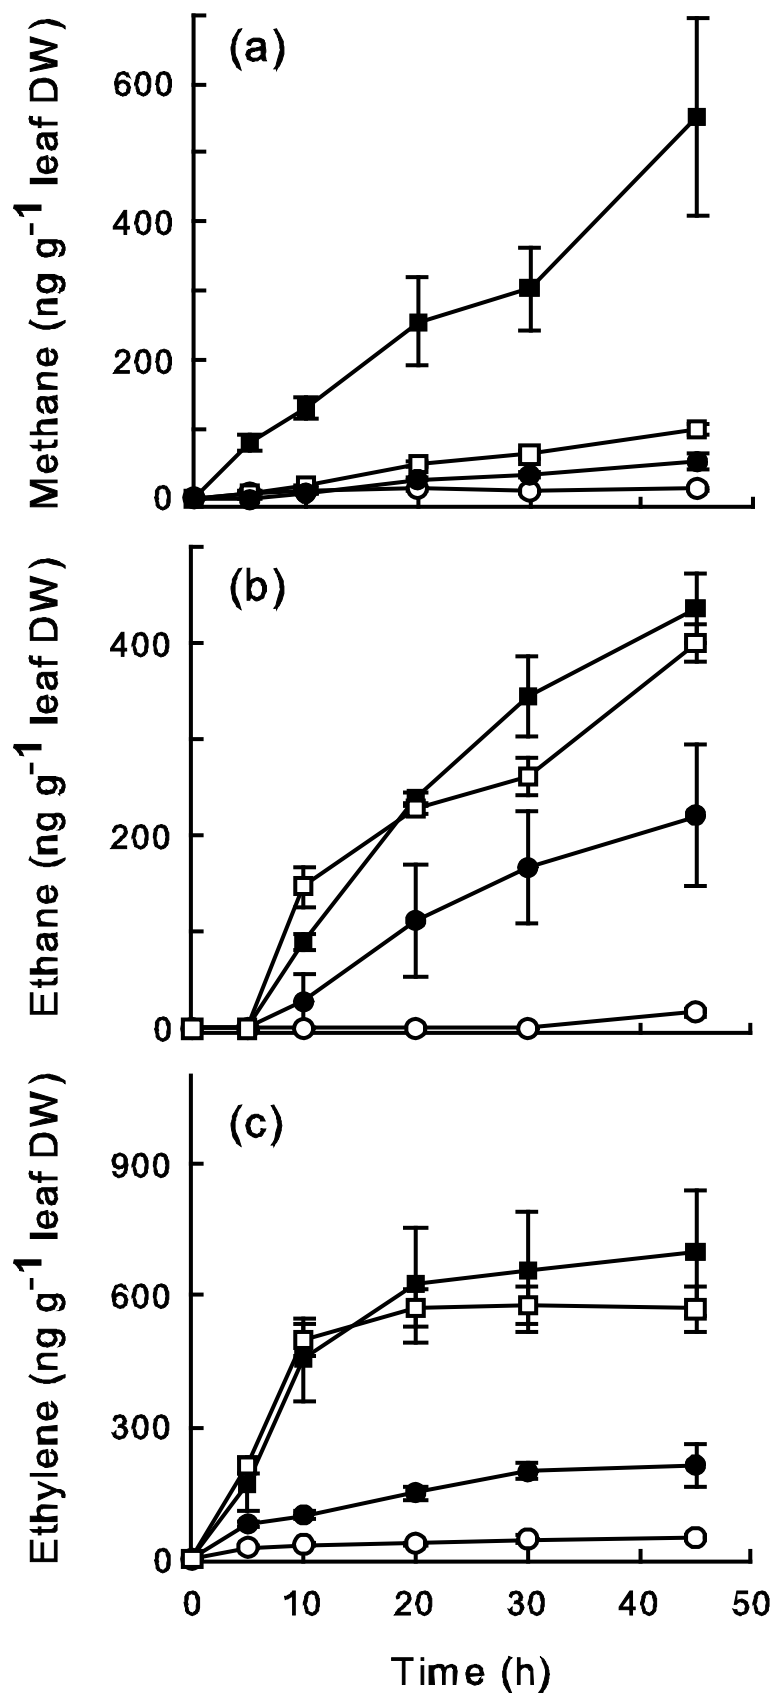 (a)
Methane (ng g⁻¹ leaf DW)
600
400
200
0
(b)
Ethane (ng g⁻¹ leaf DW)
400
200
0
(c)
Ethylene (ng g⁻¹ leaf DW)
900
600
300
0
0 10 20 30 40 50
Time (h)